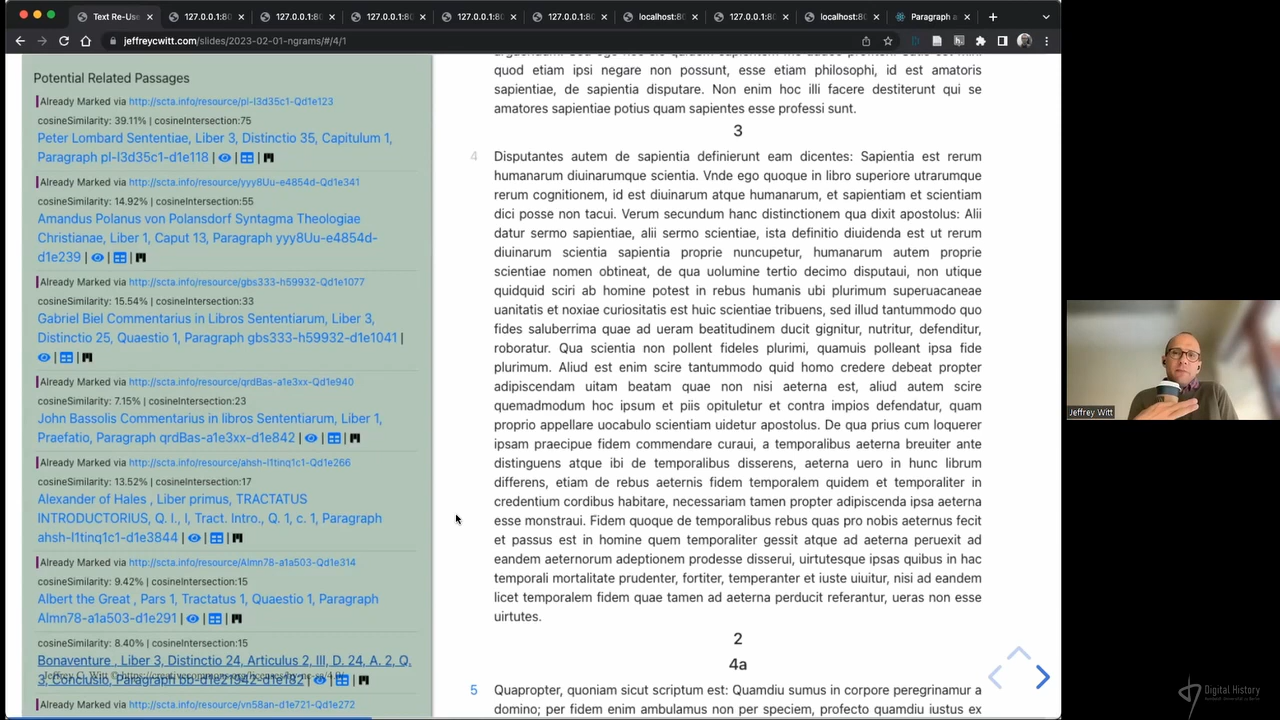 Text Re-Use
127.0.0.1:80
127.0.0.1:80
127.0.0.1:80
127.0.0.1:80
127.0.0.1:80
localhost:80
127.0.0.1:80
localhost:80
Paragraph a
jeffreycwitt.com/slides/2023-02-01-ngrams/#/4/1
Potential Related Passages
Already Marked via http://scta.info/resource/pl-l3d35c1-Qd1e123
cosineSimilarity: 39.11% | cosineIntersection:75
Peter Lombard Sententiae, Liber 3, Distinctio 35, Capitulum 1,
Paragraph pl-l3d35c1-d1e118 | | |
Already Marked via http://scta.info/resource/yyy8Uu-e4854d-Qd1e341
cosineSimilarity: 14.92% | cosineIntersection:55
Amandus Polanus von Polansdorf Syntagma Theologiae
Christianae, Liber 1, Caput 13, Paragraph yyy8Uu-e4854d-
d1e239 | | |
Already Marked via http://scta.info/resource/gbs333-h59932-Qd1e1077
cosineSimilarity: 15.54% | cosineIntersection:33
Gabriel Biel Commentarius in Libros Sententiarum, Liber 3,
Distinctio 25, Quaestio 1, Paragraph gbs333-h59932-d1e1041 |
| |
Already Marked via http://scta.info/resource/qrdBas-a1e3xx-Qd1e940
cosineSimilarity: 7.15% | cosineIntersection:23
John Bassolis Commentarius in libros Sententiarum, Liber 1,
Praefatio, Paragraph qrdBas-a1e3xx-d1e842 | | |
Already Marked via http://scta.info/resource/ahsh-l1tinq1c1-Qd1e266
cosineSimilarity: 13.52% | cosineIntersection:17
Alexander of Hales , Liber primus, TRACTATUS
INTRODUCTORIUS, Q. I., I, Tract. Intro., Q. 1, c. 1, Paragraph
ahsh-l1tinq1c1-d1e3844 | | |
Already Marked via http://scta.info/resource/Almn78-a1a503-Qd1e314
cosineSimilarity: 9.42% | cosineIntersection:15
Albert the Great , Pars 1, Tractatus 1, Quaestio 1, Paragraph
Almn78-a1a503-d1e291 | | |
cosineSimilarity: 8.40% | cosineIntersection:15
Bonaventure , Liber 3, Distinctio 24, Articulus 2, III, D. 24, A. 2, Q.
3, Conclusio, Paragraph bb-d1e21942-d1e182 | | |
Already Marked via http://scta.info/resource/vn58an-d1e721-Qd1e272
quod etiam ipsi negare non possunt, esse etiam philosophi, id est amatoris
sapientiae, de sapientia disputare. Non enim hoc illi facere destiterunt qui se
amatores sapientiae potius quam sapientes esse professi sunt.
3
4 Disputantes autem de sapientia definierunt eam dicentes: Sapientia est rerum
humanarum diuinarumque scientia. Vnde ego quoque in libro superiore utrarumque
rerum cognitionem, id est diuinarum atque humanarum, et sapientiam et scientiam
dici posse non tacui. Verum secundum hanc distinctionem qua dixit apostolus: Alii
datur sermo sapientiae, alii sermo scientiae, ista definitio diuidenda est ut rerum
diuinarum scientia sapientia proprie nuncupetur, humanarum autem proprie
scientiae nomen obtineat, de qua uolumine tertio decimo disputaui, non utique
quidquid sciri ab homine potest in rebus humanis ubi plurimum superuacaneae
uanitatis et noxiae curiositatis est huic scientiae tribuens, sed illud tantummodo quo
fides saluberrima quae ad ueram beatitudinem ducit gignitur, nutritur, defenditur,
roboratur. Qua scientia non pollent fideles plurimi, quamuis polleant ipsa fide
plurimum. Aliud est enim scire tantummodo quid homo credere debeat propter
adipiscendam uitam beatam quae non nisi aeterna est, aliud autem scire
quemadmodum hoc ipsum et piis opituletur et contra impios defendatur, quam
proprio appellare uocabulo scientiam uidetur apostolus. De qua prius cum loquerer
ipsam praecipue fidem commendare curaui, a temporalibus aeterna breuiter ante
distinguens atque ibi de temporalibus disserens, aeterna uero in hunc librum
differens, etiam de rebus aeternis fidem temporalem quidem et temporaliter in
credentium cordibus habitare, necessariam tamen propter adipiscenda ipsa aeterna
esse monstraui. Fidem quoque de temporalibus rebus quas pro nobis aeternus fecit
et passus est in homine quem temporaliter gessit atque ad aeterna peruexit ad
eandem aeternorum adeptionem prodesse disserui, uirtutesque ipsas quibus in hac
temporali mortalitate prudenter, fortiter, temperanter et iuste uiuitur, nisi ad eandem
licet temporalem fidem quae tamen ad aeterna perducit referantur, ueras non esse
uirtutes.
2
4a
5 Quapropter, quoniam sicut scriptum est: Quamdiu sumus in corpore peregrinamur a
domino; per fidem enim ambulamus non per speciem, profecto quamdiu iustus ex
Jeffrey Witt
Digital History